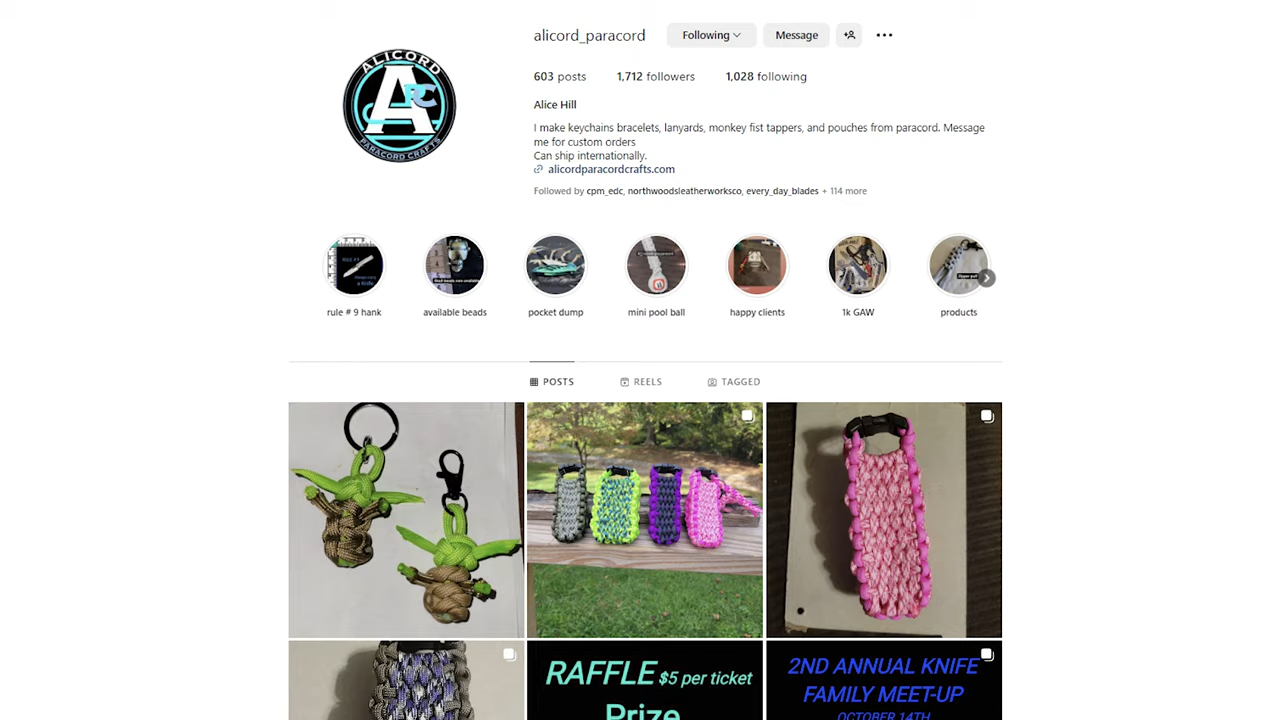 ALICORD
A
PC
PARACORD CRAFTS
alicord_paracord
Following
Message
603 posts
1,712 followers
1,028 following
Alice Hill
I make keychains bracelets, lanyards, monkey fist tappers, and pouches from paracord. Message
me for custom orders
Can ship internationally.
alicordparacordcrafts.com
Followed by cpm_edc, northwoodsleatherworksco, every_day_blades + 114 more
rule # 9 hank
available beads
pocket dump
mini pool ball
happy clients
1k GAW
products
POSTS
REELS
TAGGED
RAFFLE $5 per ticket
Prize
2ND ANNUAL KNIFE
FAMILY MEET-UP
OCTOBER 14TH